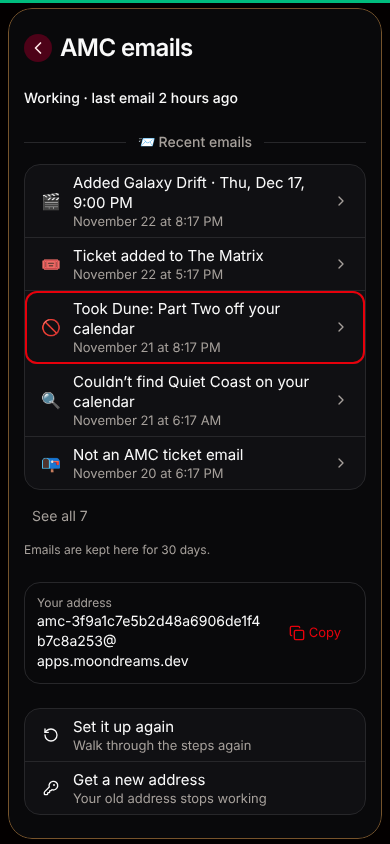 AMC emails
Working · last email 2 hours ago
📨 Recent emails
Added Galaxy Drift · Thu, Dec 17,
9:00 PM
November 22 at 8:17 PM
Ticket added to The Matrix
November 22 at 5:17 PM
Took Dune: Part Two off your
calendar
November 21 at 8:17 PM
Couldn’t find Quiet Coast on your
calendar
November 21 at 6:17 AM
Not an AMC ticket email
November 20 at 6:17 PM
See all 7
Emails are kept here for 30 days.
Your address
amc-3f9a1c7e5b2d48a6906de1f4
b7c8a253@
apps.moondreams.dev
Copy
Set it up again
Walk through the steps again
Get a new address
Your old address stops working